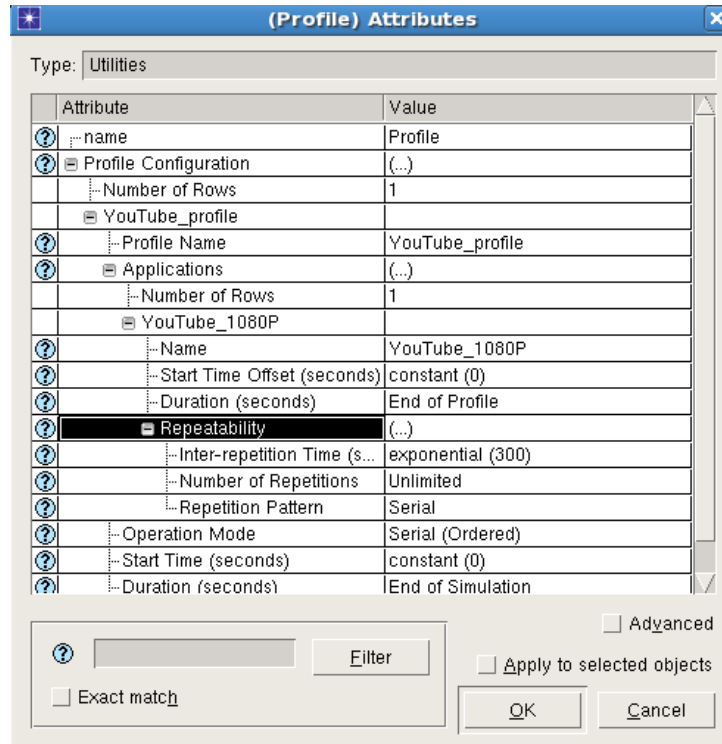 (Profile) Attributes
Type: Utilities
Attribute Value
name Profile
Profile Configuration (...)
Number of Rows 1
YouTube_profile
Profile Name YouTube_profile
Applications (...)
Number of Rows 1
YouTube_1080P
Name YouTube_1080P
Start Time Offset (seconds) constant (0)
Duration (seconds) End of Profile
Repeatability (...)
Inter-repetition Time (s... exponential (300)
Number of Repetitions Unlimited
Repetition Pattern Serial
Operation Mode Serial (Ordered)
Start Time (seconds) constant (0)
Duration (seconds) End of Simulation
Advanced
Filter
Apply to selected objects
Exact match
OK Cancel